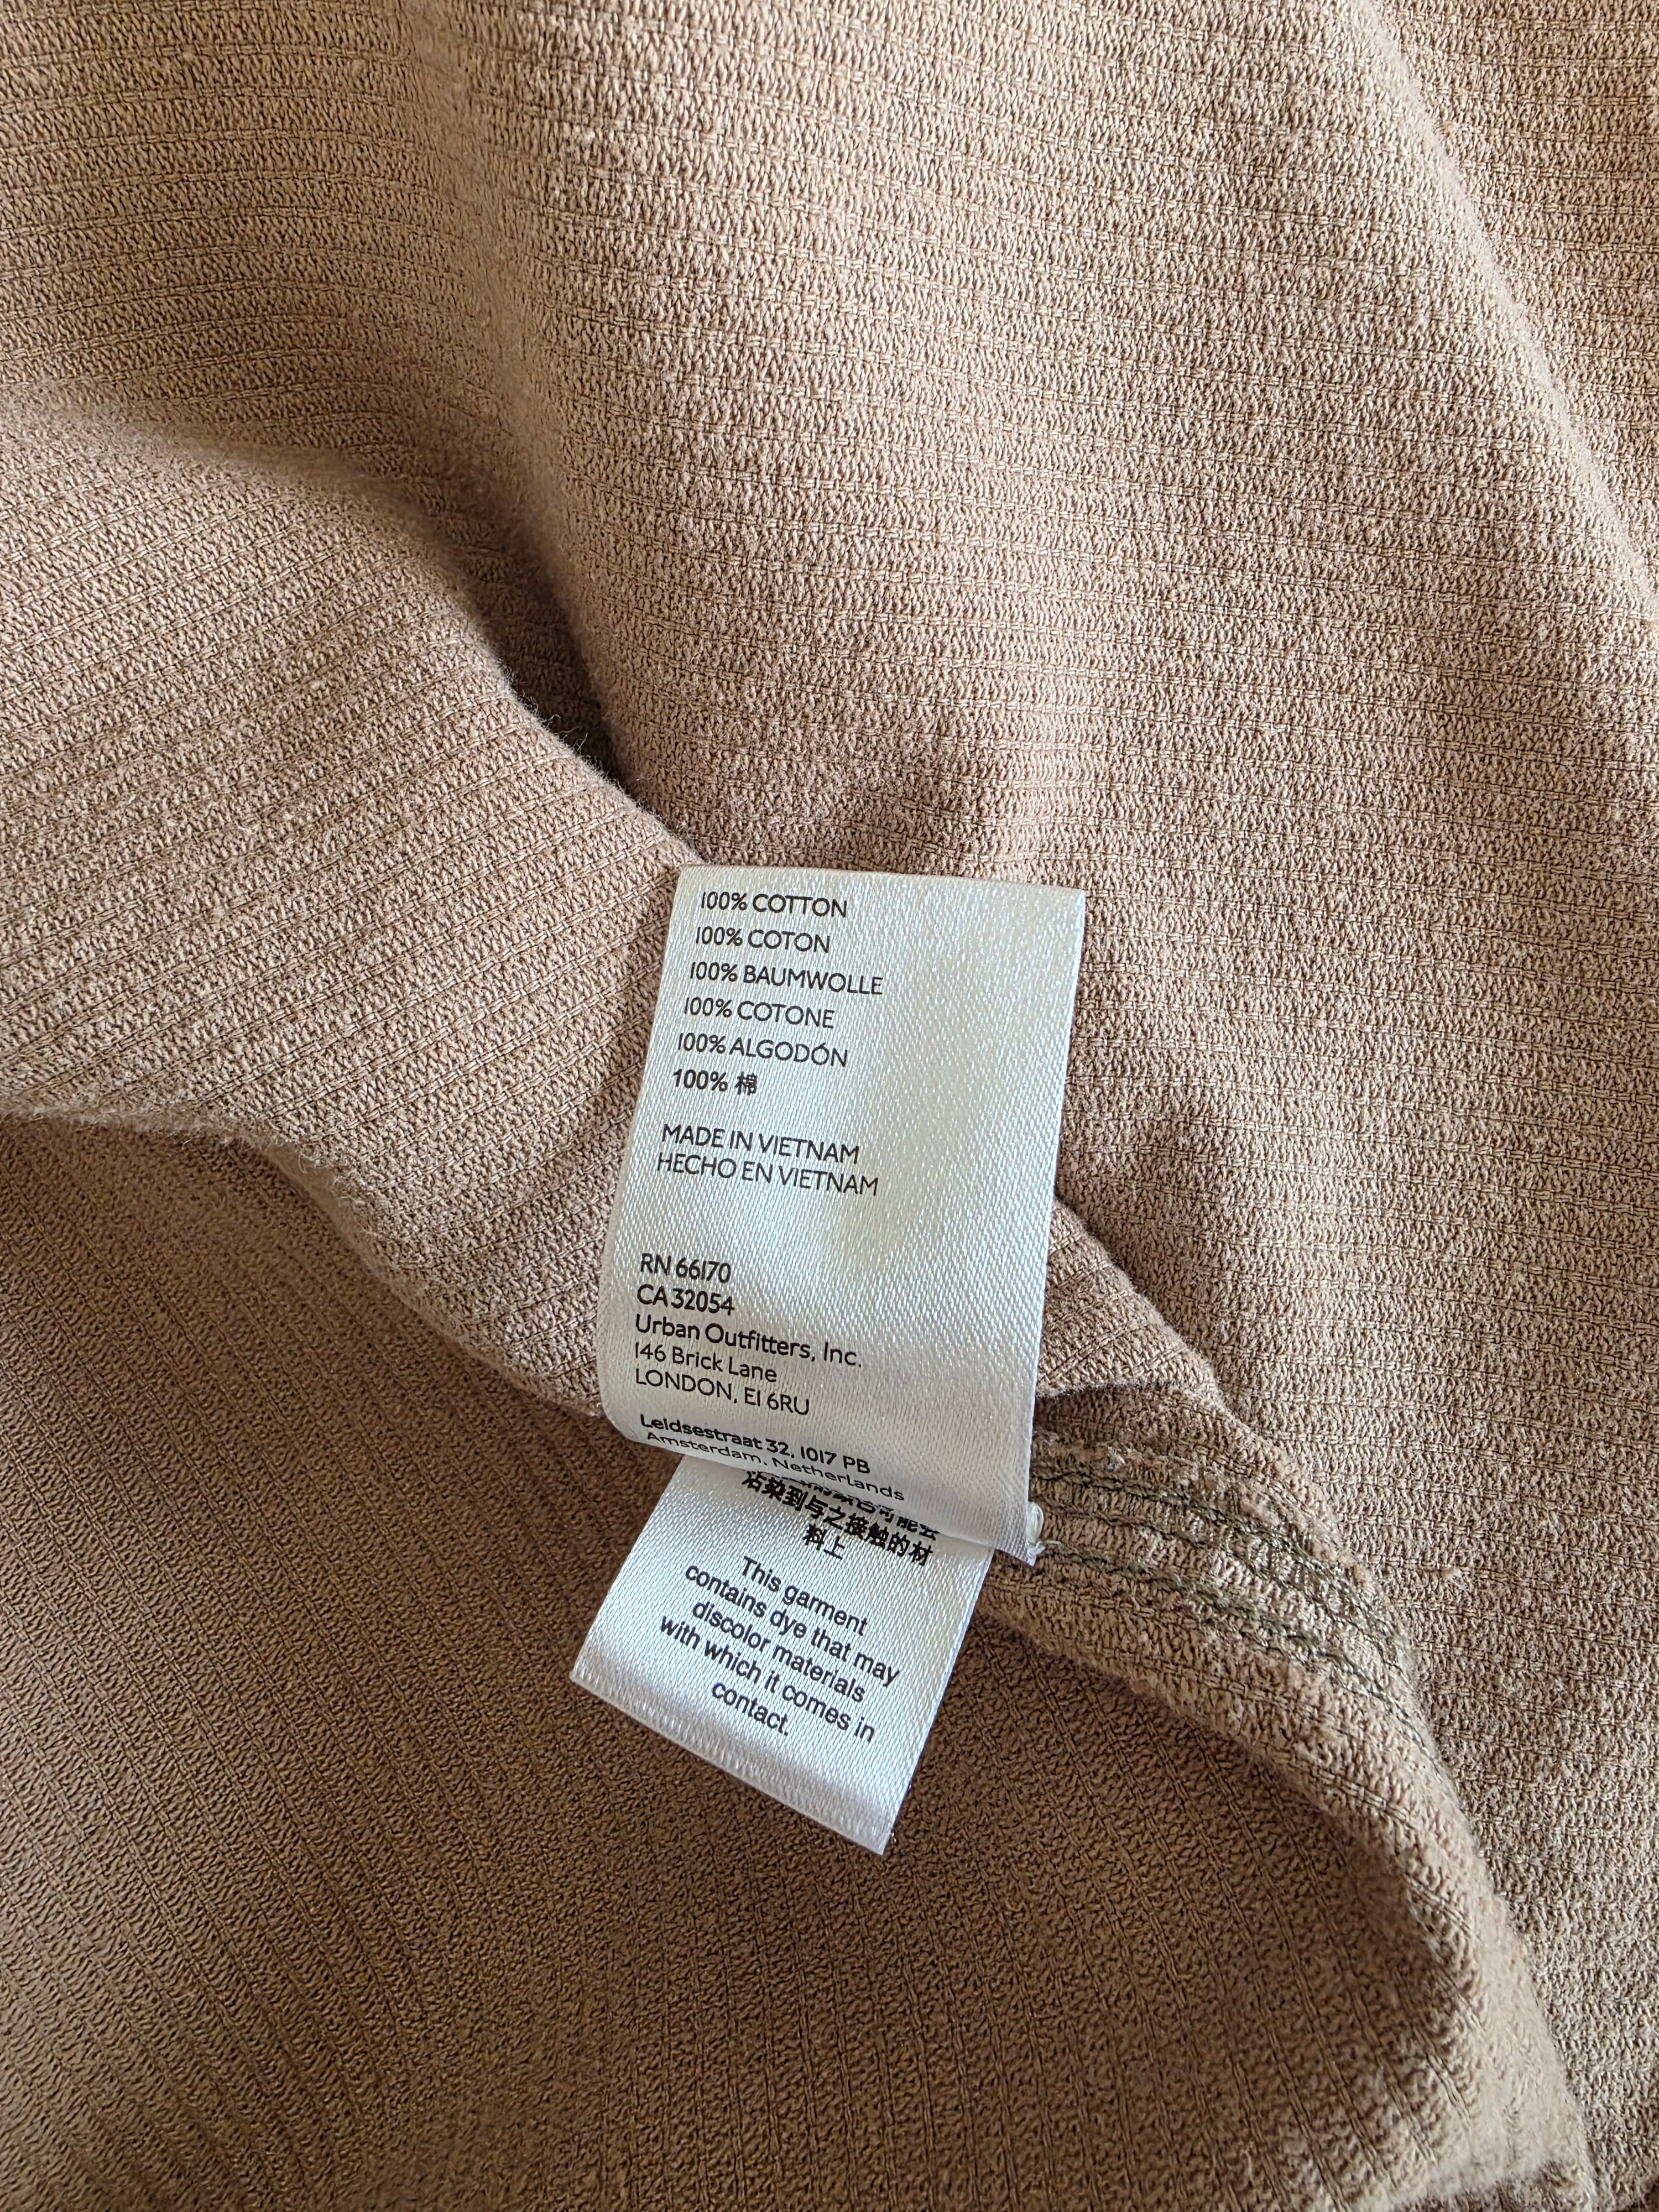 100% COTTON
100% COTON
100% BAUMWOLLE
100% COTONE
100% ALGODÓN
100% 棉
MADE IN VIETNAM
HECHO EN VIETNAM
RN 66170
CA 32054
Urban Outfitters, Inc.
146 Brick Lane
LONDON, E1 6RU
Leidsestraat 32, 1017 PB
Amsterdam, Netherlands
可能会
沾染到与之接触的材
料上
This garment
contains dye that may
discolor materials
with which it comes in
contact.